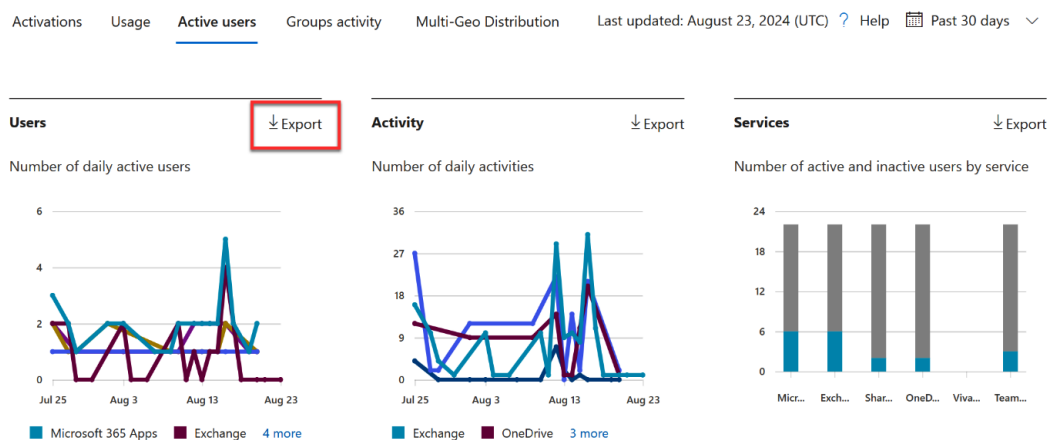 Activations Usage Active users Groups activity Multi-Geo Distribution Last updated: August 23, 2024 (UTC) ? Help Past 30 days
Users Export
Number of daily active users
6
4
2
0
Jul 25 Aug 3 Aug 13 Aug 23
Microsoft 365 Apps Exchange 4 more
Activity Export
Number of daily activities
36
27
18
9
0
Jul 25 Aug 3 Aug 13 Aug 23
Exchange OneDrive 3 more
Services Export
Number of active and inactive users by service
24
18
12
6
0
Micr... Exch... Shar... OneD... Viva... Team...